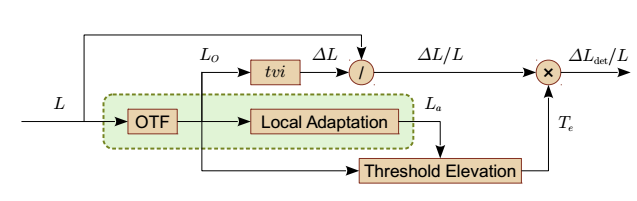 L_O
ΔL
ΔL/L
ΔL_det/L
tvi
/
×
L
OTF
Local Adaptation
L_a
T_e
Threshold Elevation